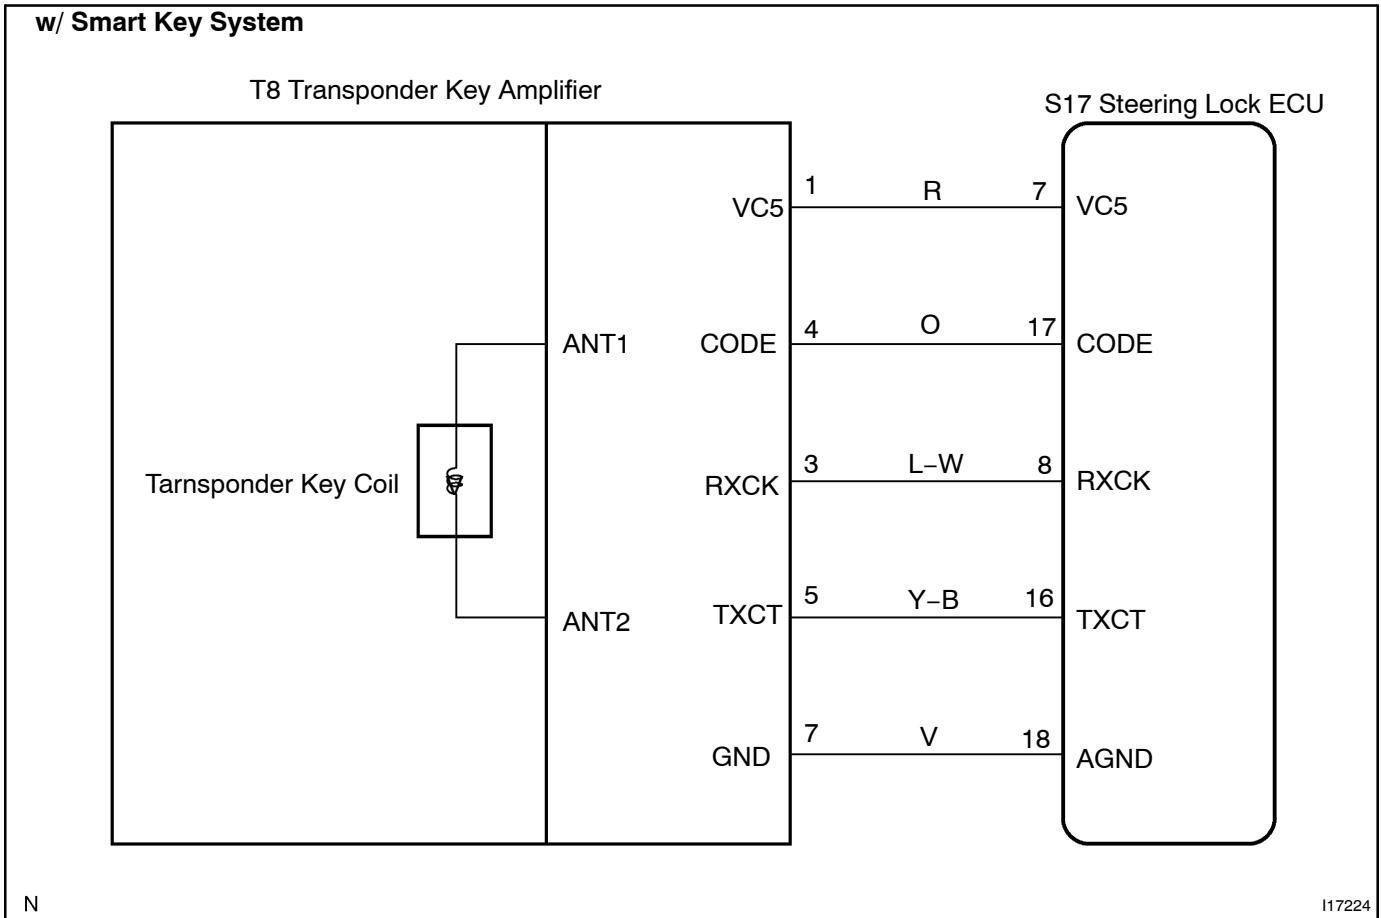 w/ Smart Key System
T8 Transponder Key Amplifier
S17 Steering Lock ECU
VC5 1 R 7 VC5
ANT1 CODE 4 O 17 CODE
Tarnsponder Key Coil RXCK 3 L−W 8 RXCK
ANT2 TXCT 5 Y−B 16 TXCT
GND 7 V 18 AGND
N I17224